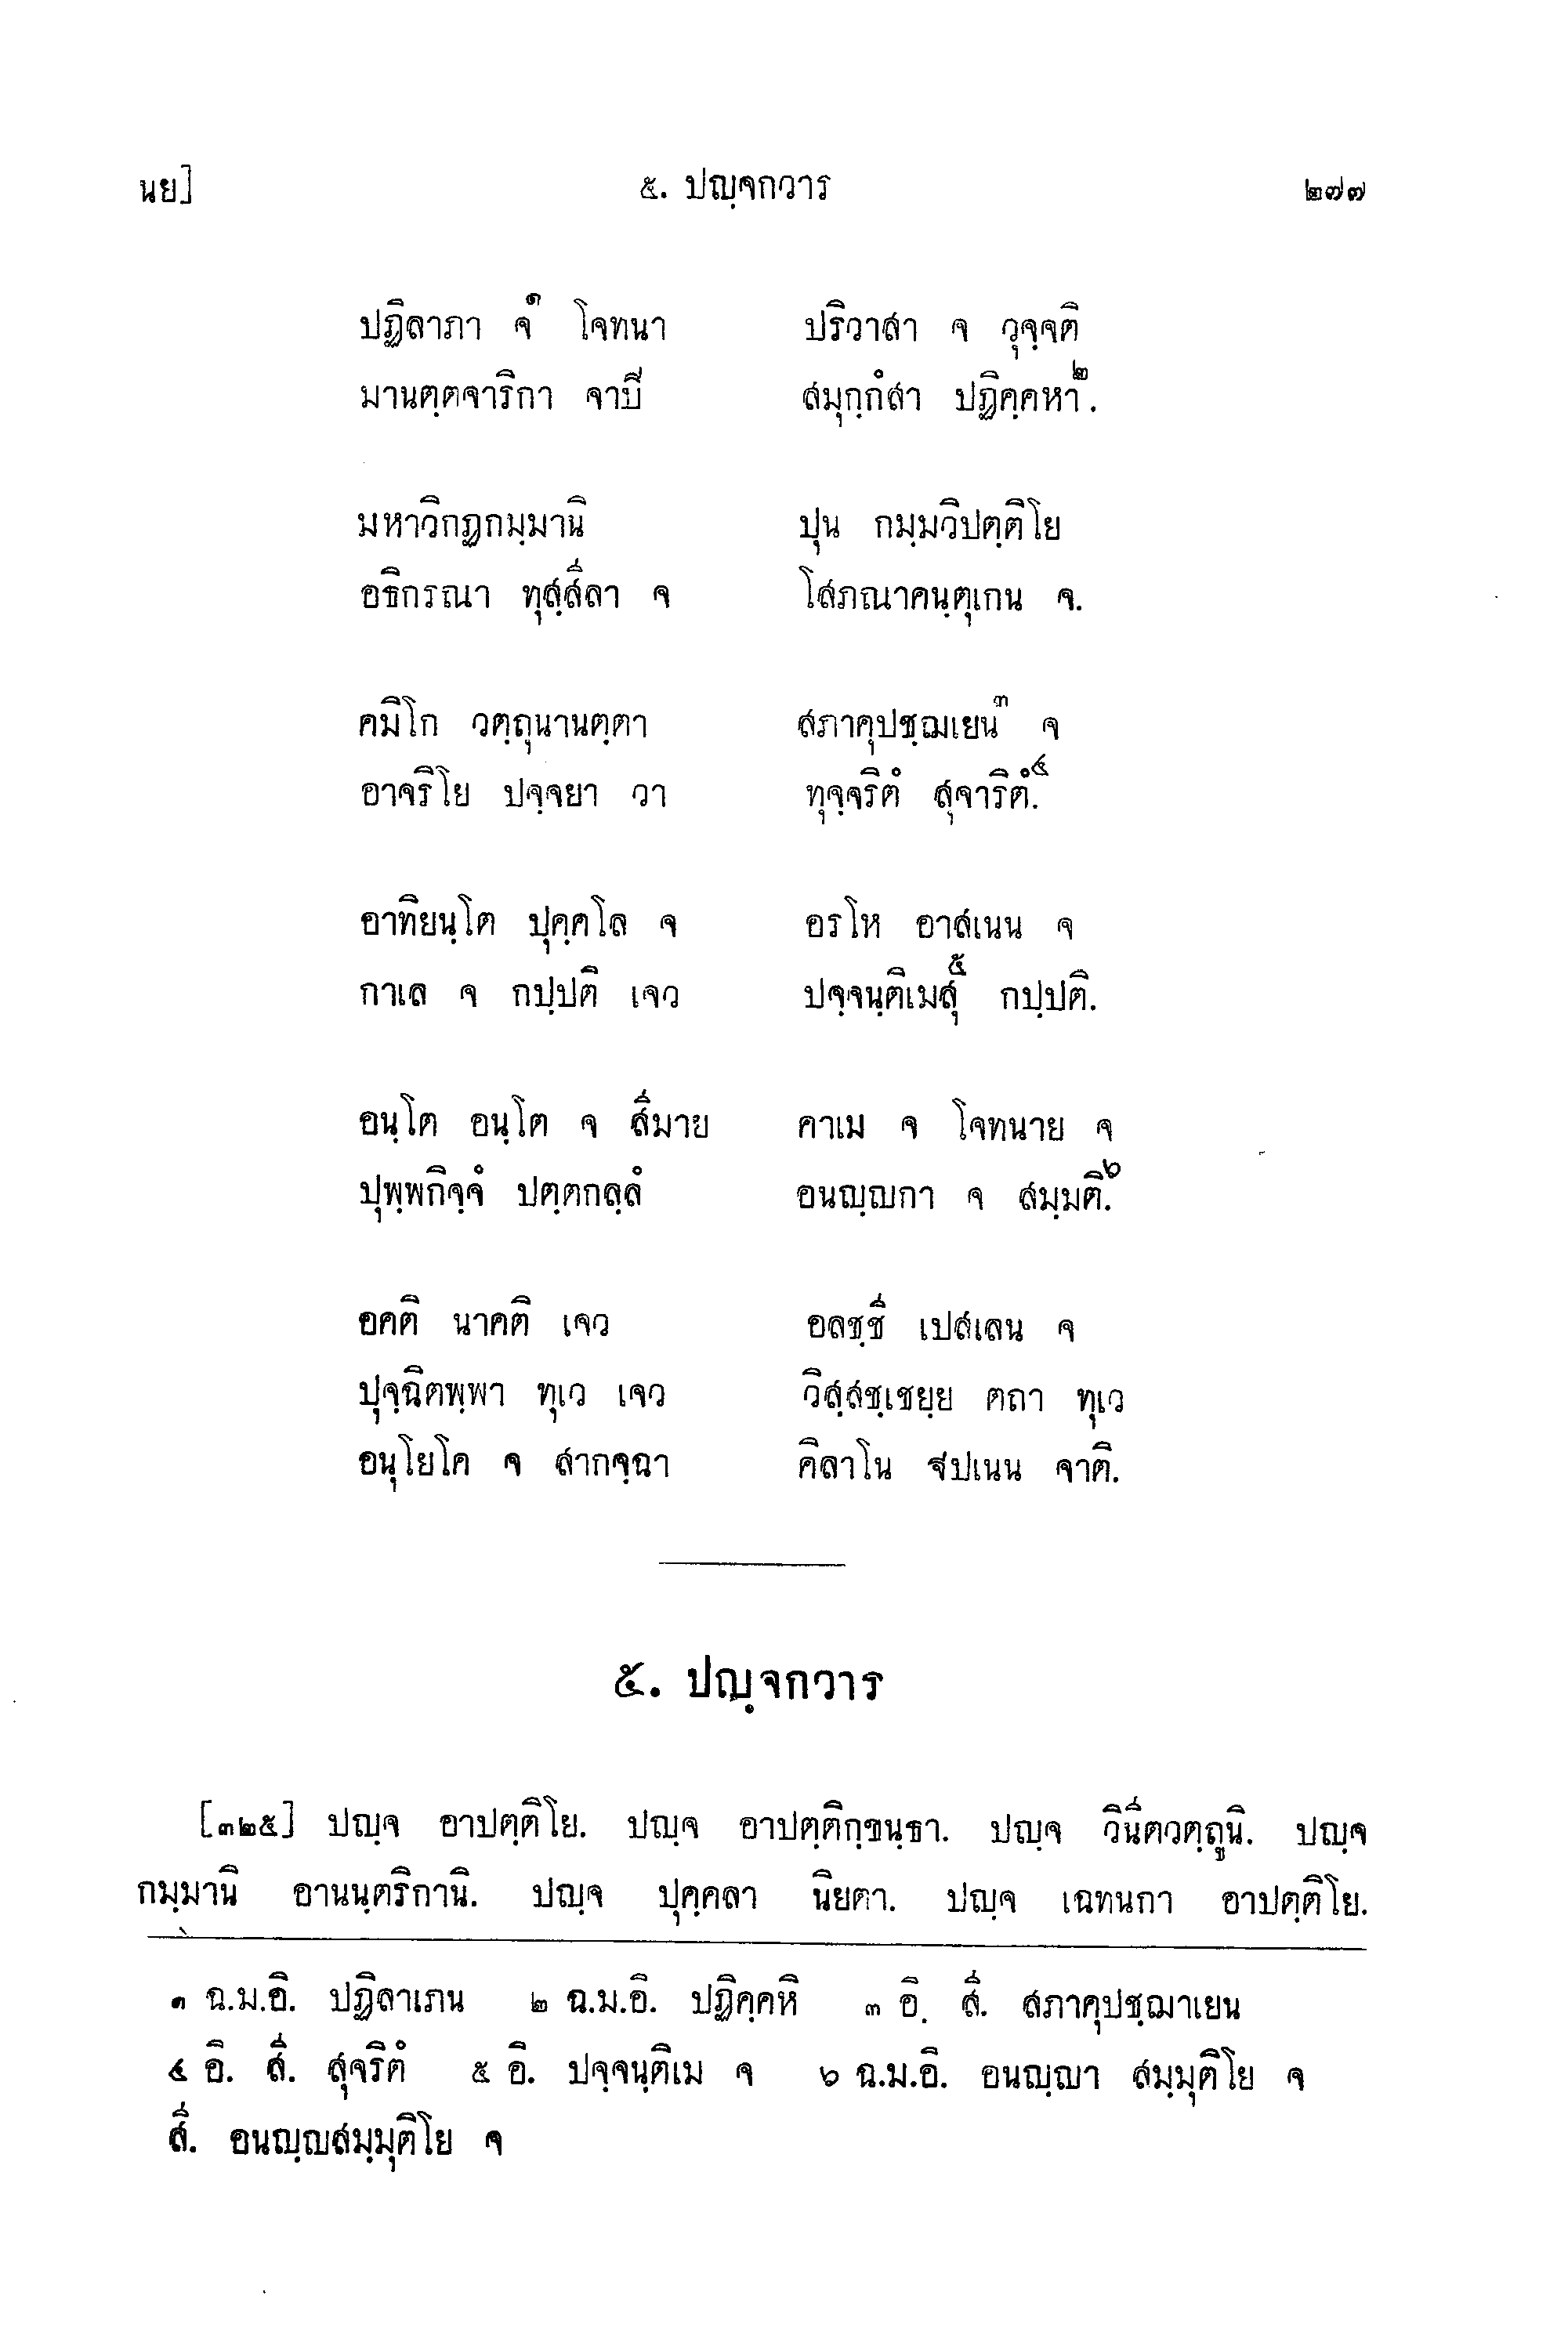 นย] ๕. ปญฺจกวาร ๒๗๗
ปฏิลาภา จ๑ โจทนา ปริวาสา จ วุจฺจติ
มานตฺตจาริกา จาปิ สมุกฺกํสา ปฏิคฺคหา๒.
มหาวิกฏกมฺมานิ ปุน กมฺมวิปตฺติโย
อธิกรณา ทุสฺสีลา จ โสภณาคนฺตุเกน จ.
คมิโก วตฺถุนานตฺตา สภาคุปชฺฌเยน๓ จ
อาจริโย ปจฺจยา วา ทุจฺจริตํ สุจาริตํ.๔
อาทิยนฺโต ปุคฺคโล จ อรโห อาสเนน จ
กาเล จ กปฺปติ เจว ปจฺจนฺติเมสุ๕ กปฺปติ.
อนฺโต อนฺโต จ สีมาย คาเม จ โจทนาย จ
ปุพฺพกิจฺจํ ปตฺตกลฺลํ อนญฺญกา จ สมฺมติ.๖
อคติ นาคติ เจว อลชฺชี เปสเลน จ
ปุจฺฉิตพฺพา ทุเว เจว วิสฺสชฺเชยฺย ตถา ทุเว
อนุโยโค จ สากจฺฉา คิลาโน ฐปเนน จาติ.
๕. ปญฺจกวาร
[๓๒๕] ปญฺจ อาปตฺติโย. ปญฺจ อาปตฺติกฺขนฺธา. ปญฺจ วินีตวตฺถูนิ. ปญฺจ
กมฺมานิ อานนฺตริกานิ. ปญฺจ ปุคฺคลา นิยตา. ปญฺจ เฉทนกา อาปตฺติโย.
๑ ฉ.ม.อิ. ปฏิลาเภน ๒ ฉ.ม.อิ. ปฏิคฺคหิ ๓ อิ. สี. สภาคุปชฺฌาเยน
๔ อิ. สี. สุจริตํ ๕ อิ. ปจฺจนฺติเม จ ๖ ฉ.ม.อิ. อนญฺญา สมฺมุติโย จ
สี. อนญฺญสมฺมุติโย จ